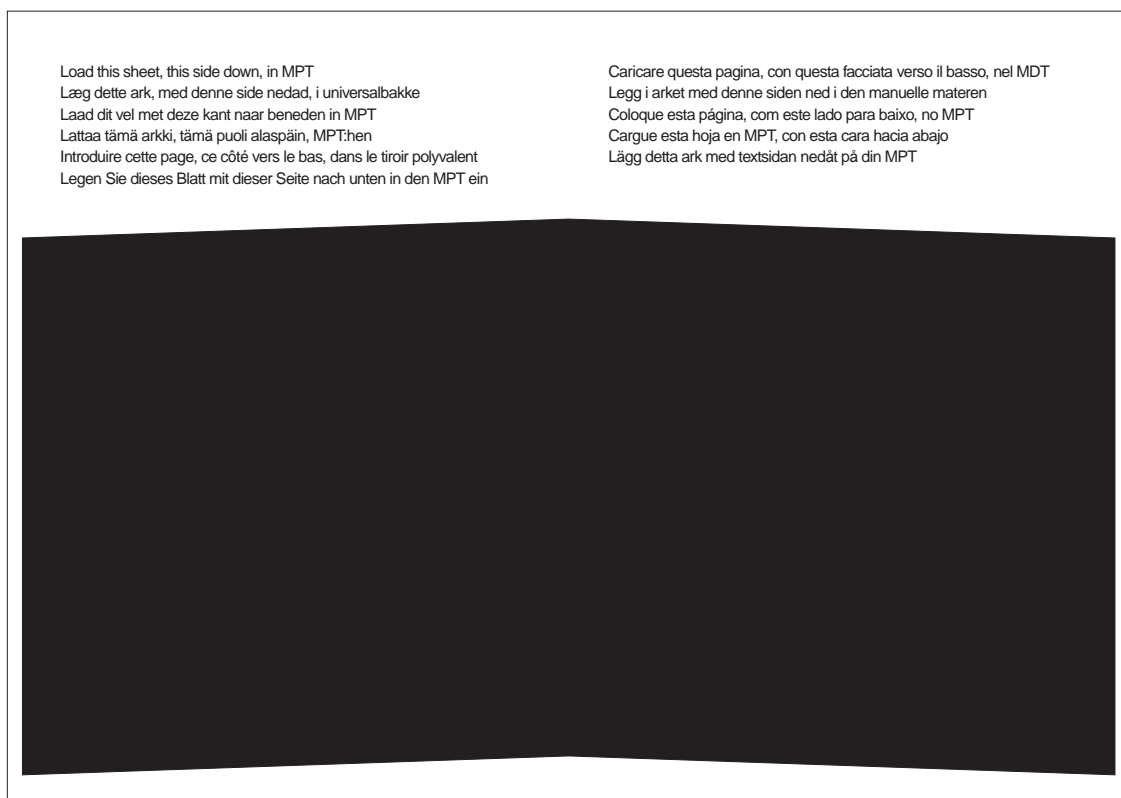 Load this sheet, this side down, in MPT
Læg dette ark, med denne side nedad, i universalbakke
Laad dit vel met deze kant naar beneden in MPT
Lattaa tämä arkki, tämä puoli alaspäin, MPT:hen
Introduire cette page, ce côté vers le bas, dans le tiroir polyvalent
Legen Sie dieses Blatt mit dieser Seite nach unten in den MPT ein
Caricare questa pagina, con questa facciata verso il basso, nel MDT
Legg i arket med denne siden ned i den manuelle materen
Coloque esta página, com este lado para baixo, no MPT
Cargue esta hoja en MPT, con esta cara hacia abajo
Lägg detta ark med textsidan nedåt på din MPT